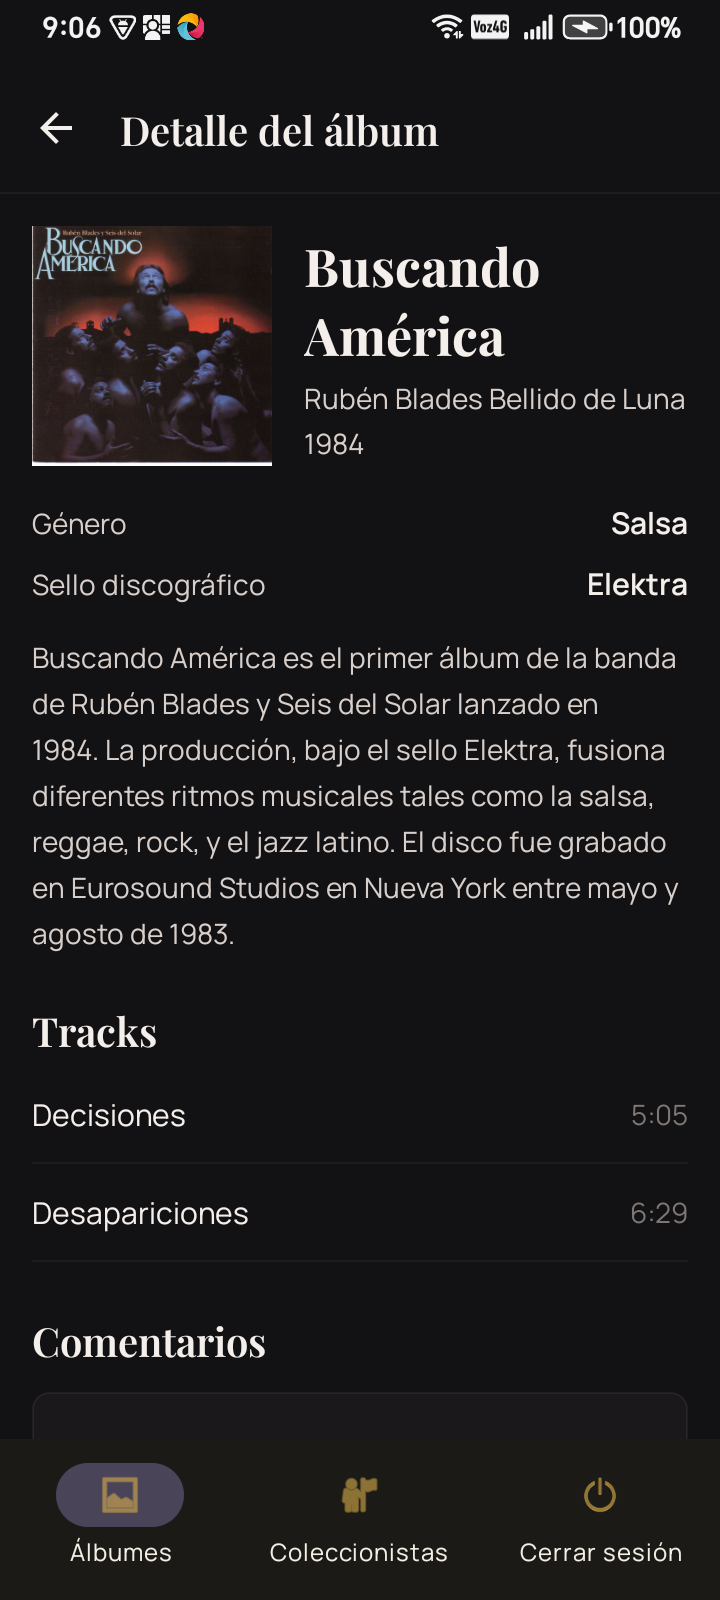 9:06
Voz4G
100%
Detalle del álbum
Rubén Blades y Seis del Solar
BUSCANDO
AMÉRICA
Buscando
América
Rubén Blades Bellido de Luna
1984
Género Salsa
Sello discográfico Elektra
Buscando América es el primer álbum de la banda
de Rubén Blades y Seis del Solar lanzado en
1984. La producción, bajo el sello Elektra, fusiona
diferentes ritmos musicales tales como la salsa,
reggae, rock, y el jazz latino. El disco fue grabado
en Eurosound Studios en Nueva York entre mayo y
agosto de 1983.
Tracks
Decisiones 5:05
Desapariciones 6:29
Comentarios
Álbumes
Coleccionistas
Cerrar sesión